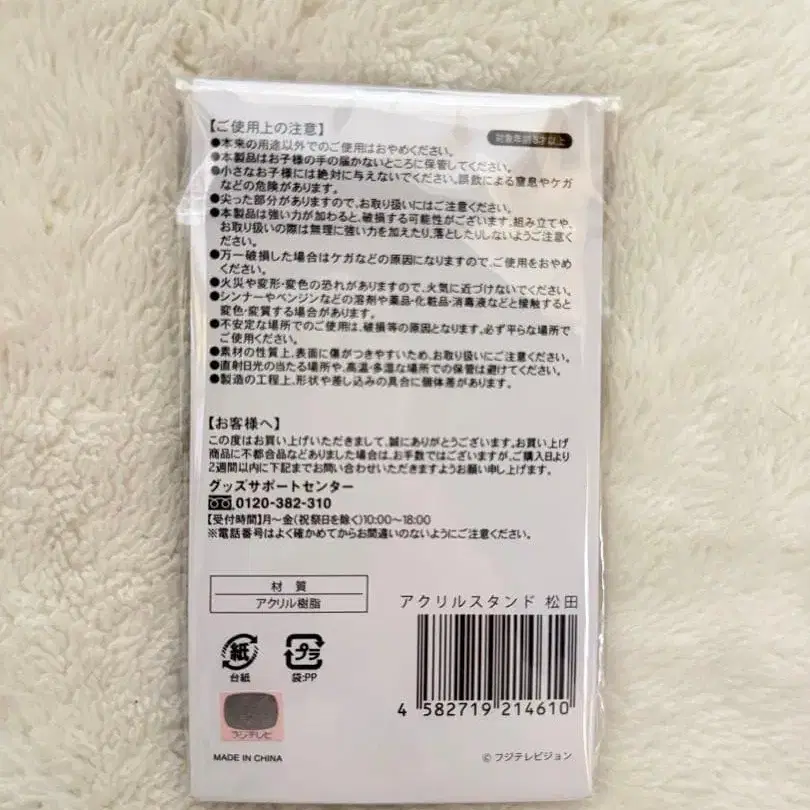 【ご使用上の注意】
対象年齢15才以上
●本来の用途以外でのご使用はおやめください。
●本製品はお子様の手の届かないところに保管してください。
●小さなお子様には絶対に与えないでください。誤飲による窒息やケガ
などの危険があります。
●尖った部分がありますので、お取り扱いにはご注意ください。
●本製品は強い力が加わると、破損する可能性がございます。組み立てや、
お取り扱いの際は無理に強い力を加えたり、落としたりしないようご注意く
ださい。
●万一破損した場合はケガなどの原因になりますので、ご使用をおやめ
ください。
●火災や変形・変色の恐れがありますので、火気に近づけないでください。
●シンナーやベンジンなどの溶剤や薬品・化粧品・消毒液などと接触すると
変色・変質する場合があります。
●不安定な場所でのご使用は、破損等の原因となります。必ず平らな場所で
ご使用ください。
●素材の性質上、表面に傷がつきやすいため、お取り扱いにご注意ください。
●直射日光の当たる場所や、高温・多湿な場所での保管は避けてください。
●製造の工程上、形状や差し込みの具合に個体差があります。
【お客様へ】
この度はお買い上げいただきまして、誠にありがとうございます。お買い上げ
商品に不都合品などありました場合は、お手数ではございますが、ご購入日より
2週間以内に下記までお問い合わせいただきますようお願い申し上げます。
グッズサポートセンター
0120-382-310
【受付時間】月〜金(祝祭日を除く)10:00〜18:00
※電話番号はよく確かめてからお間違いのないようにご注意ください。
材 質
アクリル樹脂
アクリルスタンド 松田
紙
台紙
プラ
袋:PP
4 582719 214610
フジテレビ
MADE IN CHINA
© フジテレビジョン